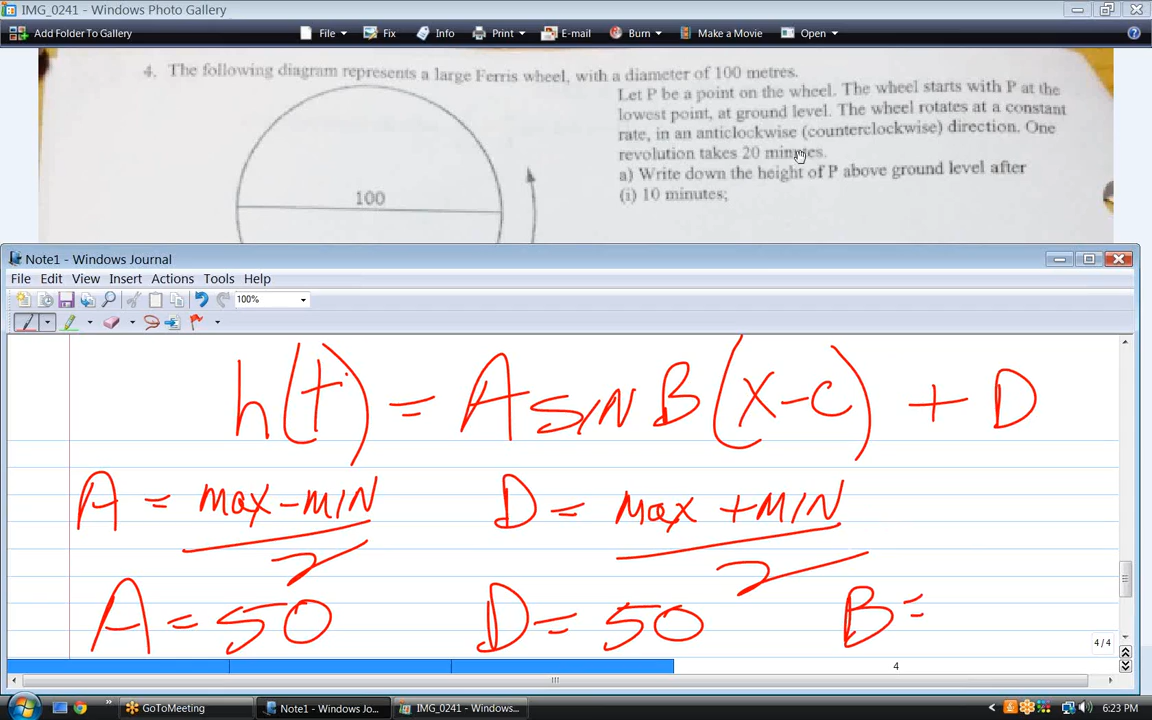 IMG_0241 - Windows Photo Gallery
Add Folder To Gallery File Fix Info Print E-mail Burn Make a Movie Open
4. The following diagram represents a large Ferris wheel, with a diameter of 100 metres.
Let P be a point on the wheel. The wheel starts with P at the
lowest point, at ground level. The wheel rotates at a constant
rate, in an anticlockwise (counterclockwise) direction. One
revolution takes 20 minutes.
a) Write down the height of P above ground level after
(i) 10 minutes;
100
Note1 - Windows Journal
File Edit View Insert Actions Tools Help
100%
h(t) = A SIN B(X-C) + D
A = max - MIN / 2 D = max + MIN / 2
A = 50 D = 50 B =
4 / 4
4
GoToMeeting Note1 - Windows Jo... IMG_0241 - Windows... 6:23 PM